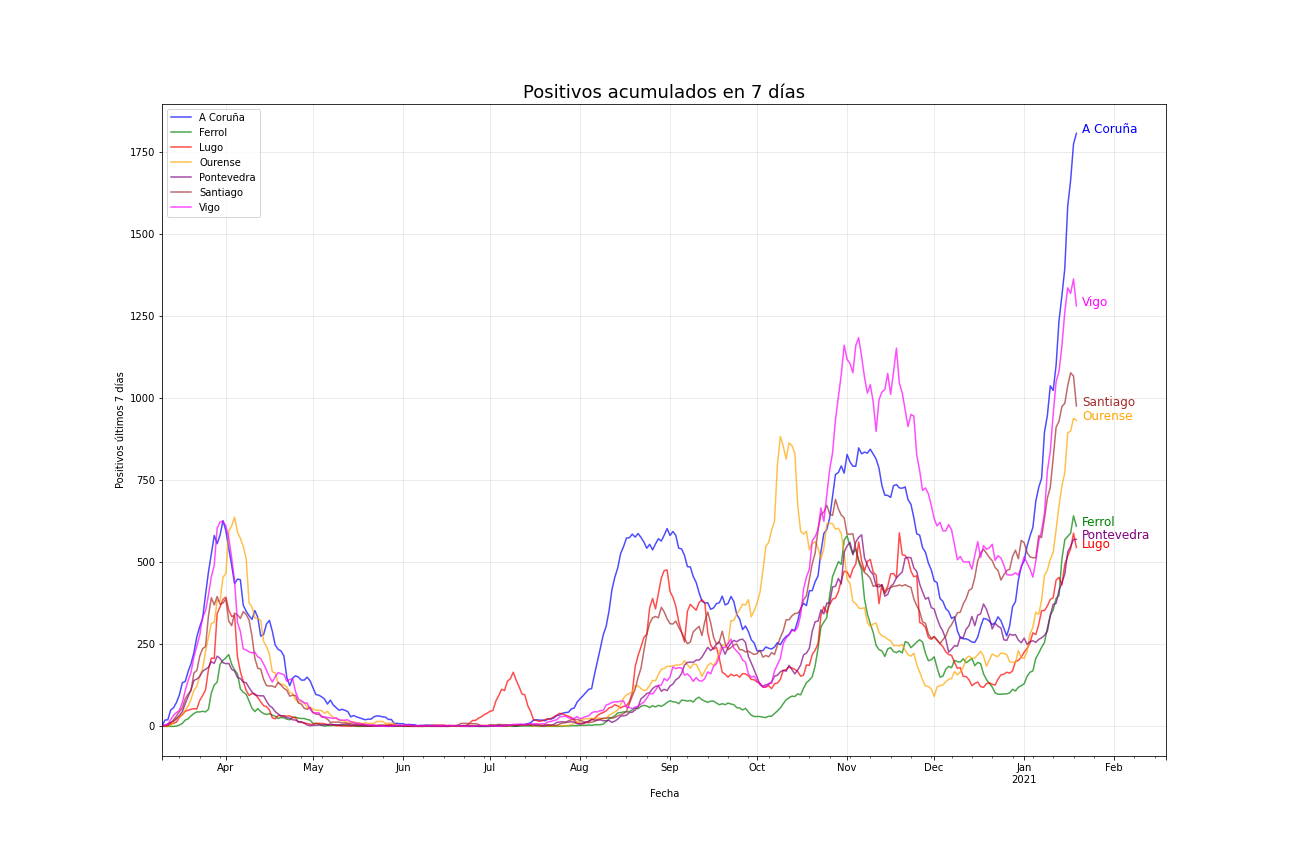 Positivos acumulados en 7 días
A Coruña
Ferrol
Lugo
Ourense
Pontevedra
Santiago
Vigo
A Coruña
Vigo
Santiago
Ourense
Ferrol
Pontevedra
Lugo
1750
1500
1250
1000
750
500
250
0
Positivos últimos 7 días
Apr May Jun Jul Aug Sep Oct Nov Dec Jan Feb
2021
Fecha